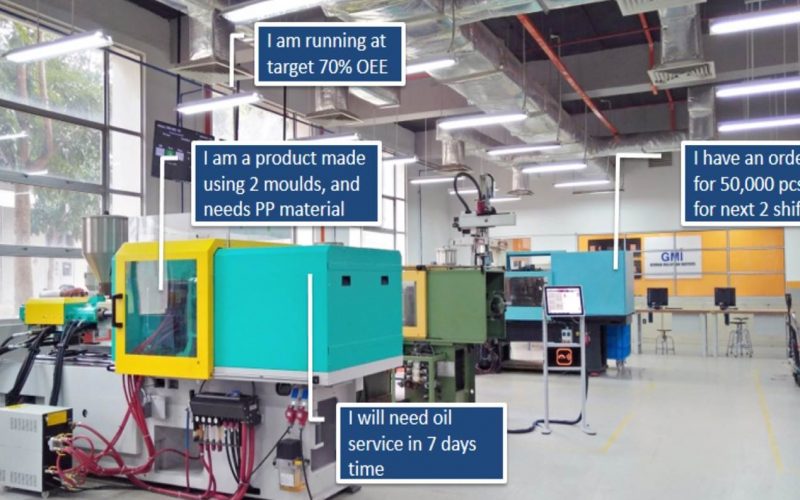 I am running at
target 70% OEE
I am a product made
using 2 moulds, and
needs PP material
I have an orde
for 50,000 pcs
for next 2 shif
GMI
I will need oil
service in 7 days
time